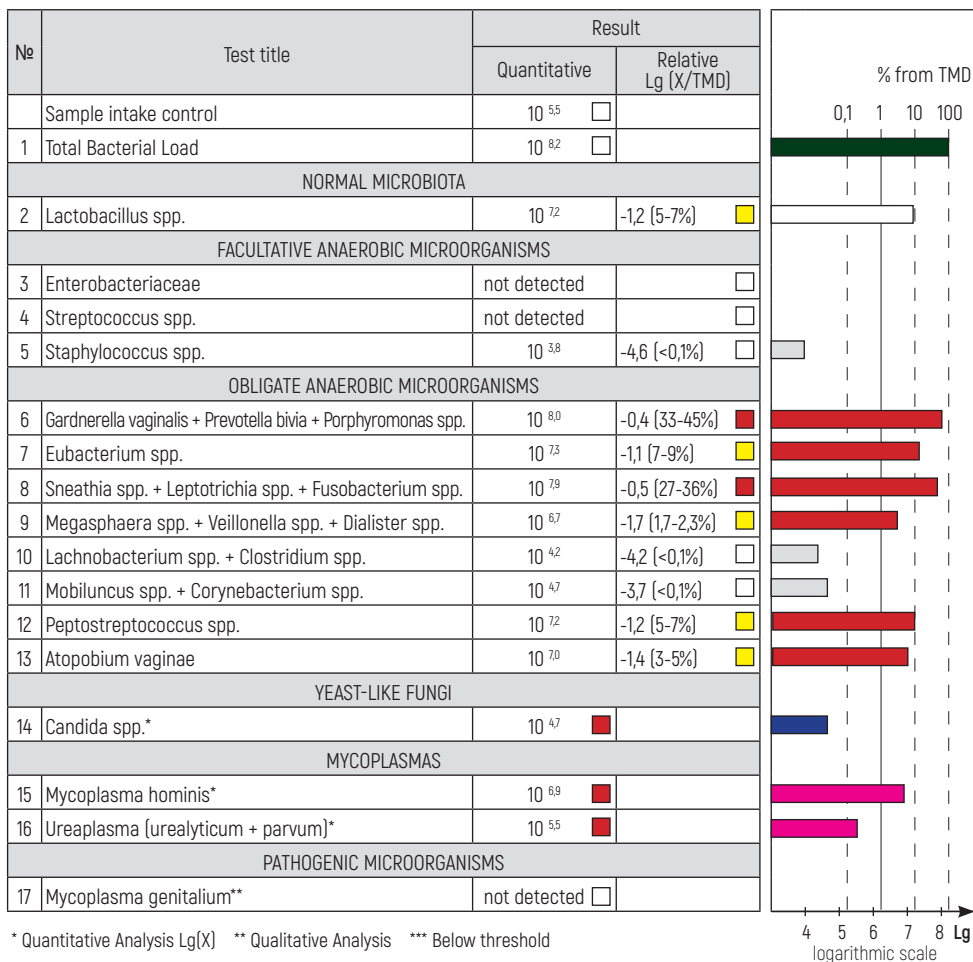 № Test title Result
Quantitative Relative Lg (X/TMD) % from TMD
Sample intake control 10 5,5 0,1 1 10 100
1 Total Bacterial Load 10 8,2
NORMAL MICROBIOTA
2 Lactobacillus spp. 10 7,2 -1,2 (5-7%)
FACULTATIVE ANAEROBIC MICROORGANISMS
3 Enterobacteriaceae not detected
4 Streptococcus spp. not detected
5 Staphylococcus spp. 10 3,8 -4,6 (<0,1%)
OBLIGATE ANAEROBIC MICROORGANISMS
6 Gardnerella vaginalis + Prevotella bivia + Porphyromonas spp. 10 8,0 -0,4 (33-45%)
7 Eubacterium spp. 10 7,3 -1,1 (7-9%)
8 Sneathia spp. + Leptotrichia spp. + Fusobacterium spp. 10 7,9 -0,5 (27-36%)
9 Megasphaera spp. + Veillonella spp. + Dialister spp. 10 6,7 -1,7 (1,7-2,3%)
10 Lachnobacterium spp. + Clostridium spp. 10 4,2 -4,2 (<0,1%)
11 Mobiluncus spp. + Corynebacterium spp. 10 4,7 -3,7 (<0,1%)
12 Peptostreptococcus spp. 10 7,2 -1,2 (5-7%)
13 Atopobium vaginae 10 7,0 -1,4 (3-5%)
YEAST-LIKE FUNGI
14 Candida spp.* 10 4,7
MYCOPLASMAS
15 Mycoplasma hominis* 10 6,9
16 Ureaplasma (urealyticum + parvum)* 10 5,5
PATHOGENIC MICROORGANISMS
17 Mycoplasma genitalium** not detected
4 5 6 7 8 Lg
logarithmic scale
* Quantitative Analysis Lg(X) ** Qualitative Analysis *** Below threshold